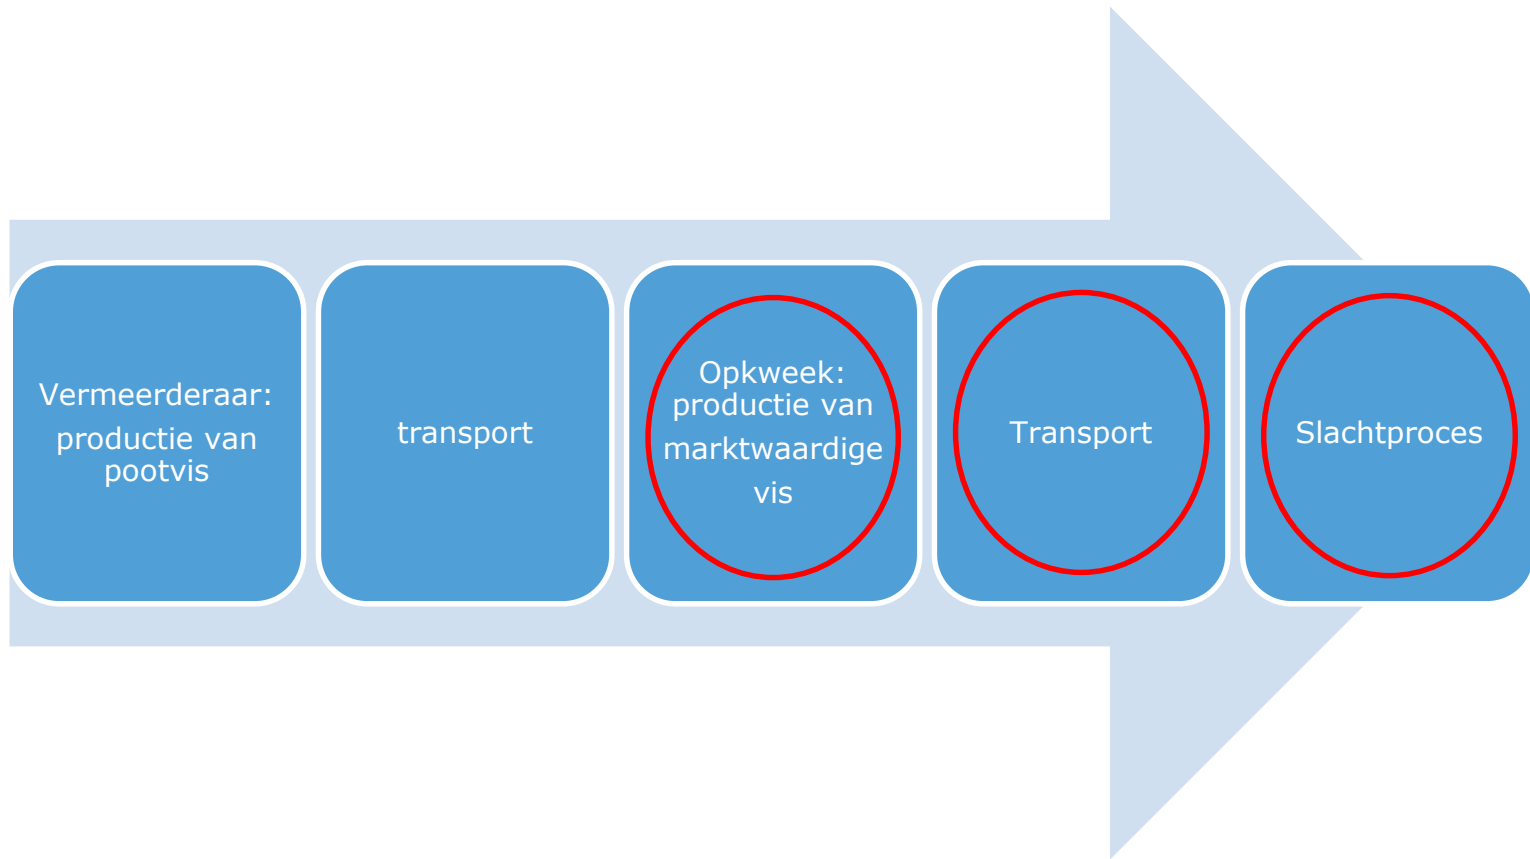 Vermeerderaar:
productie van
pootvis
transport
Opkweek:
productie van
marktwaardige
vis
Transport
Slachtproces